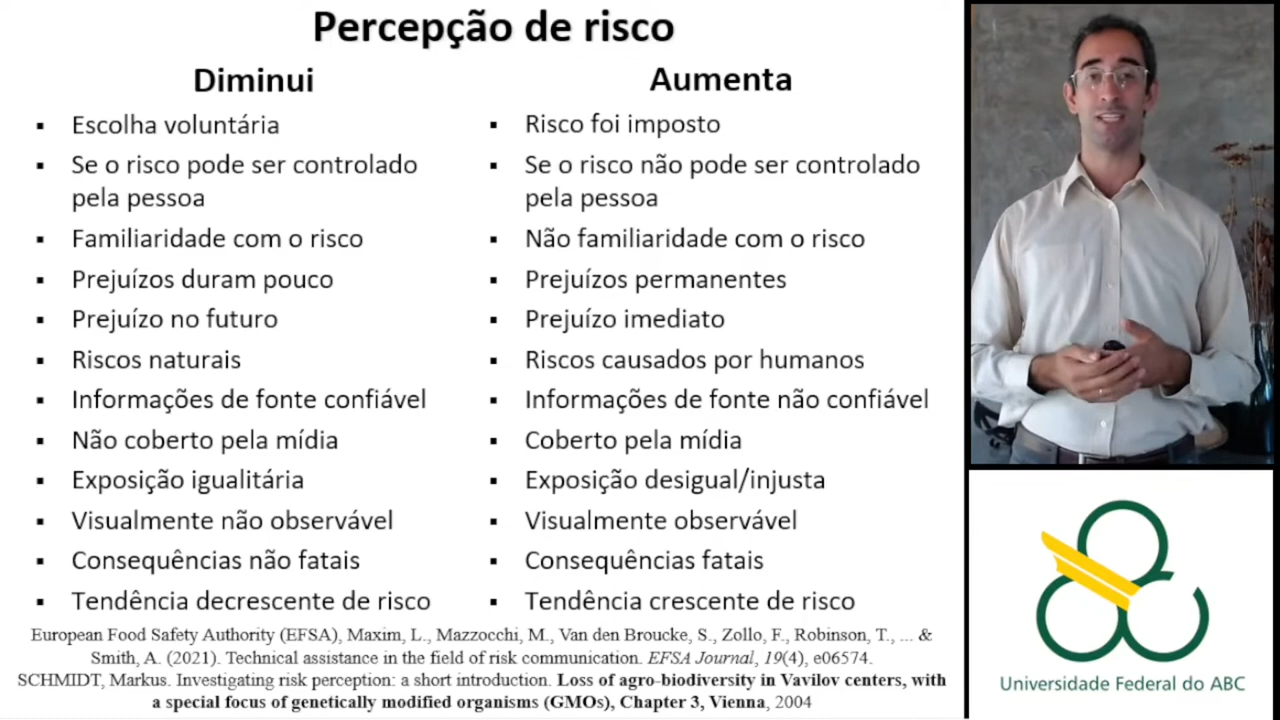 Percepção de risco
Diminui
▪ Escolha voluntária
▪ Se o risco pode ser controlado
pela pessoa
▪ Familiaridade com o risco
▪ Prejuízos duram pouco
▪ Prejuízo no futuro
▪ Riscos naturais
▪ Informações de fonte confiável
▪ Não coberto pela mídia
▪ Exposição igualitária
▪ Visualmente não observável
▪ Consequências não fatais
▪ Tendência decrescente de risco
Aumenta
▪ Risco foi imposto
▪ Se o risco não pode ser controlado
pela pessoa
▪ Não familiaridade com o risco
▪ Prejuízos permanentes
▪ Prejuízo imediato
▪ Riscos causados por humanos
▪ Informações de fonte não confiável
▪ Coberto pela mídia
▪ Exposição desigual/injusta
▪ Visualmente observável
▪ Consequências fatais
▪ Tendência crescente de risco
European Food Safety Authority (EFSA), Maxim, L., Mazzocchi, M., Van den Broucke, S., Zollo, F., Robinson, T., ... &
Smith, A. (2021). Technical assistance in the field of risk communication. EFSA Journal, 19(4), e06574.
SCHMIDT, Markus. Investigating risk perception: a short introduction. Loss of agro-biodiversity in Vavilov centers, with
a special focus of genetically modified organisms (GMOs), Chapter 3, Vienna, 2004
Universidade Federal do ABC